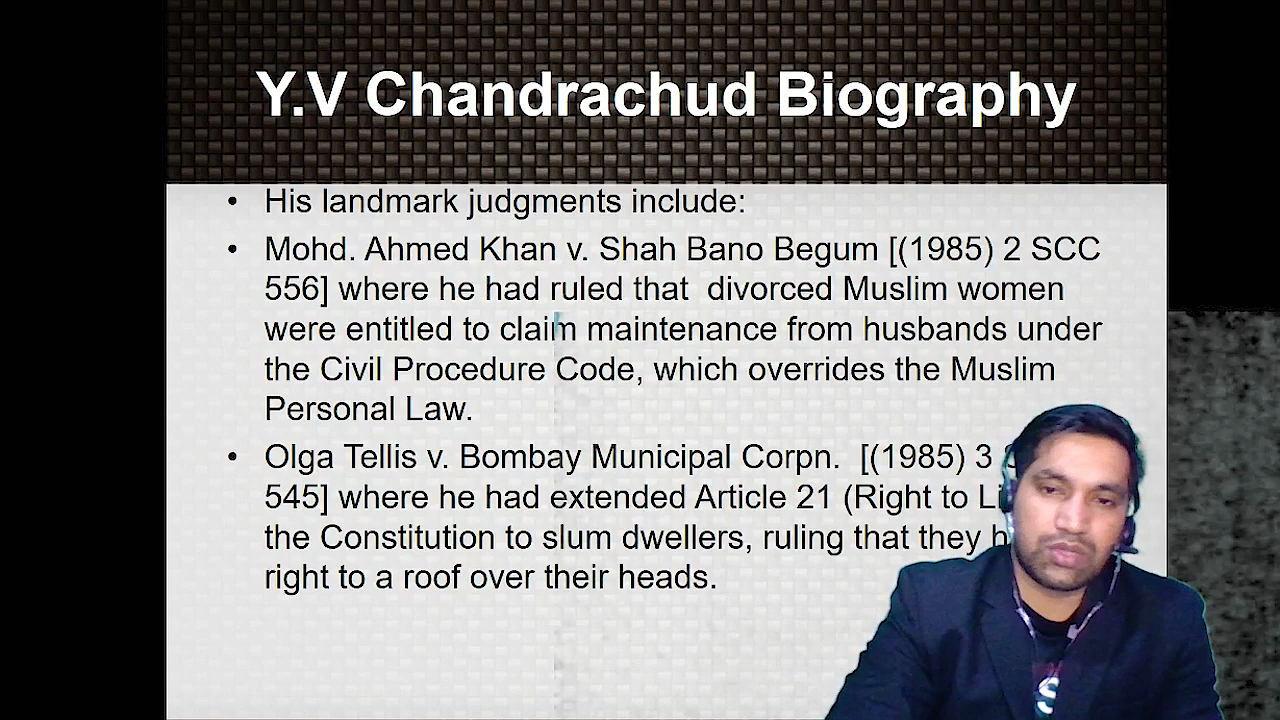 Y.V Chandrachud Biography
• His landmark judgments include:
• Mohd. Ahmed Khan v. Shah Bano Begum [(1985) 2 SCC
556] where he had ruled that divorced Muslim women
were entitled to claim maintenance from husbands under
the Civil Procedure Code, which overrides the Muslim
Personal Law.
• Olga Tellis v. Bombay Municipal Corpn. [(1985) 3
545] where he had extended Article 21 (Right to
the Constitution to slum dwellers, ruling that they
right to a roof over their heads.